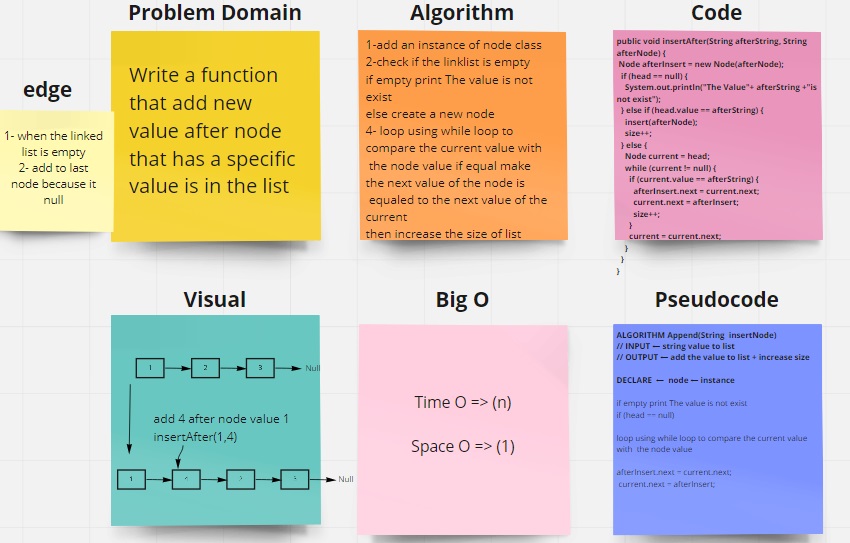 Problem Domain
Write a function
that add new
value after node
that has a specific
value is in the list
Algorithm
1-add an instance of node class
2-check if the linklist is empty
if empty print The value is not
exist
else create a new node
4- loop using while loop to
compare the current value with
the node value if equal make
the next value of the node is
equaled to the next value of the
current
then increase the size of list
Code
public void insertAfter(String afterString, String
afterNode) {
Node afterInsert = new Node(afterNode);
if (head == null) {
System.out.println("The Value"+ afterString +"is
not exist");
} else if (head.value == afterString) {
insert(afterNode);
size++;
} else {
Node current = head;
while (current != null) {
if (current.value == afterString) {
afterInsert.next = current.next;
current.next = afterInsert;
size++;
}
current = current.next;
}
}
}
edge
1- when the linked
list is empty
2- add to last
node because it
null
Visual
1 2 3 Null
add 4 after node value 1
insertAfter(1,4)
1 4 2 3 Null
Big O
Time O => (n)
Space O => (1)
Pseudocode
ALGORITHM Append(String insertNode)
// INPUT — string value to list
// OUTPUT — add the value to list + increase size
DECLARE — node — instance
if empty print The value is not exist
if (head == null)
loop using while loop to compare the current value
with the node value
afterInsert.next = current.next;
current.next = afterInsert;